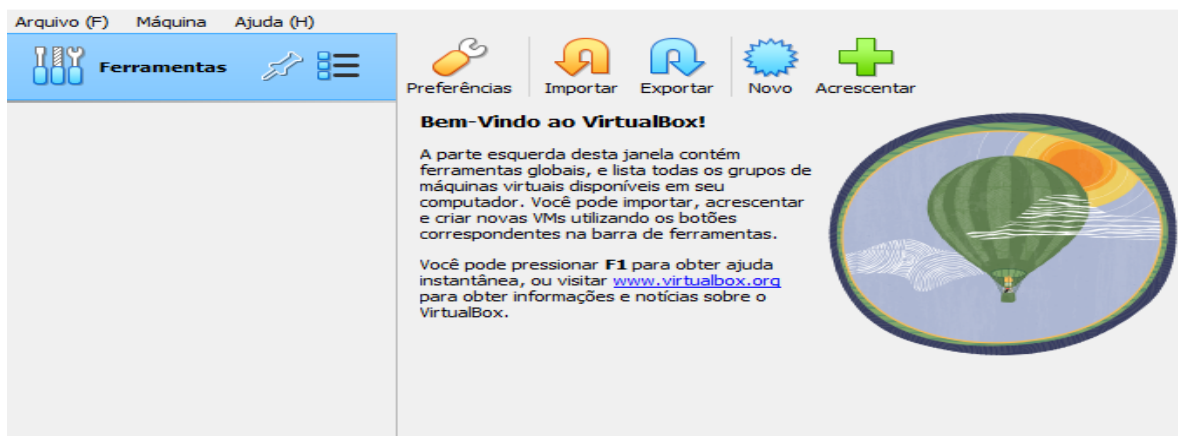 Arquivo (F) Máquina Ajuda (H)
Ferramentas
Preferências Importar Exportar Novo Acrescentar
Bem-Vindo ao VirtualBox!
A parte esquerda desta janela contém
ferramentas globais, e lista todas os grupos de
máquinas virtuais disponíveis em seu
computador. Você pode importar, acrescentar
e criar novas VMs utilizando os botões
correspondentes na barra de ferramentas.
Você pode pressionar F1 para obter ajuda
instantânea, ou visitar www.virtualbox.org
para obter informações e notícias sobre o
VirtualBox.